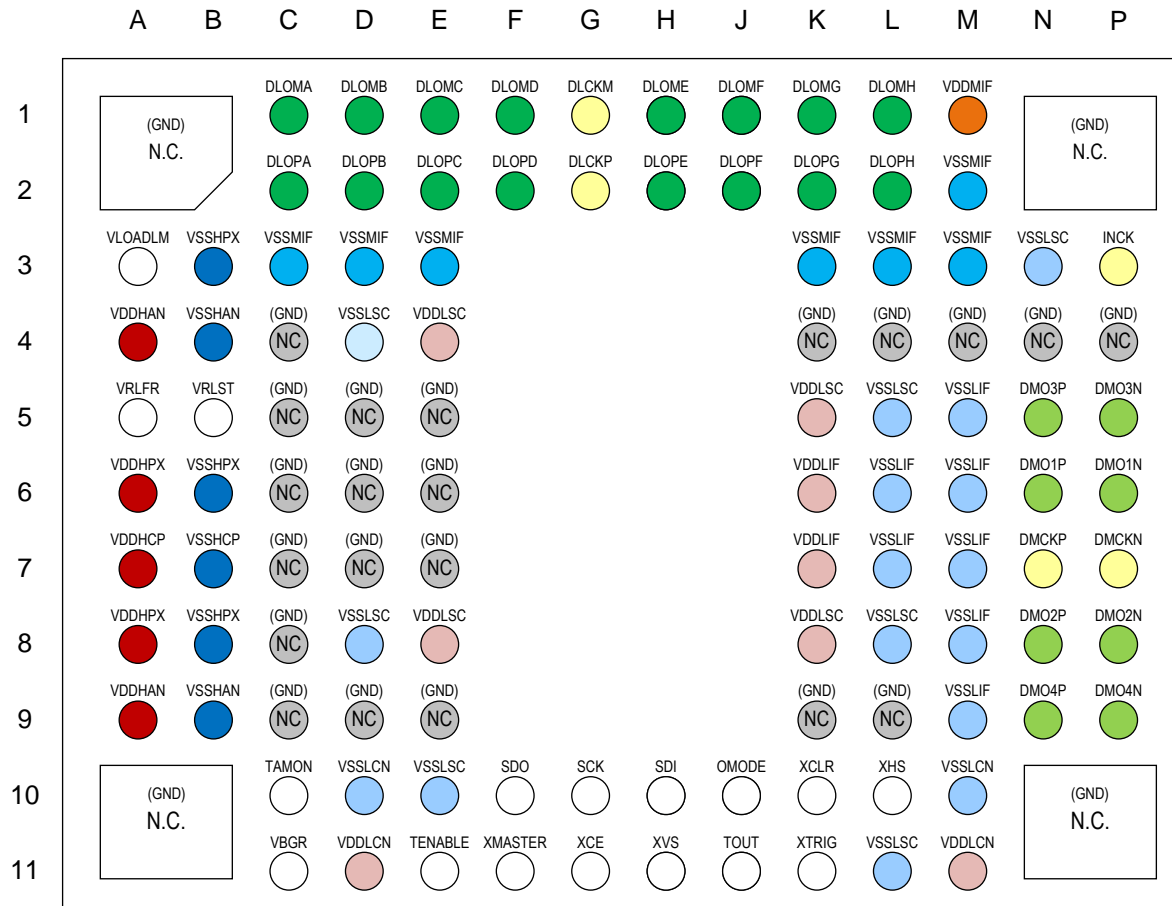 A B C D E F G H J K L M N P
DLOMA DLOMB DLOMC DLOMD DLCKM DLOME DLOMF DLOMG DLOMH VDDMIF
1
(GND) (GND)
N.C. N.C.
DLOPA DLOPB DLOPC DLOPD DLCKP DLOPE DLOPF DLOPG DLOPH VSSMIF
2
VLOADLM VSSHPX VSSMIF VSSMIF VSSMIF VSSMIF VSSMIF VSSMIF VSSLSC INCK
3
VDDHAN VSSHAN (GND) VSSLSC VDDLSC (GND) (GND) (GND) (GND) (GND)
4 NC NC NC NC NC NC
VRLFR VRLST (GND) (GND) (GND) VDDLSC VSSLSC VSSLIF DMO3P DMO3N
5 NC NC NC
VDDHPX VSSHPX (GND) (GND) (GND) VDDLIF VSSLIF VSSLIF DMO1P DMO1N
6 NC NC NC
VDDHCP VSSHCP (GND) (GND) (GND) VDDLIF VSSLIF VSSLIF DMCKP DMCKN
7 NC NC NC
VDDHPX VSSHPX (GND) VSSLSC VDDLSC VDDLSC VSSLSC VSSLIF DMO2P DMO2N
8 NC
VDDHAN VSSHAN (GND) (GND) (GND) (GND) (GND) VSSLIF DMO4P DMO4N
9 NC NC NC NC NC
TAMON VSSLCN VSSLSC SDO SCK SDI OMODE XCLR XHS VSSLCN
10
(GND) (GND)
N.C. N.C.
VBGR VDDLCN TENABLE XMASTER XCE XVS TOUT XTRIG VSSLSC VDDLCN
11